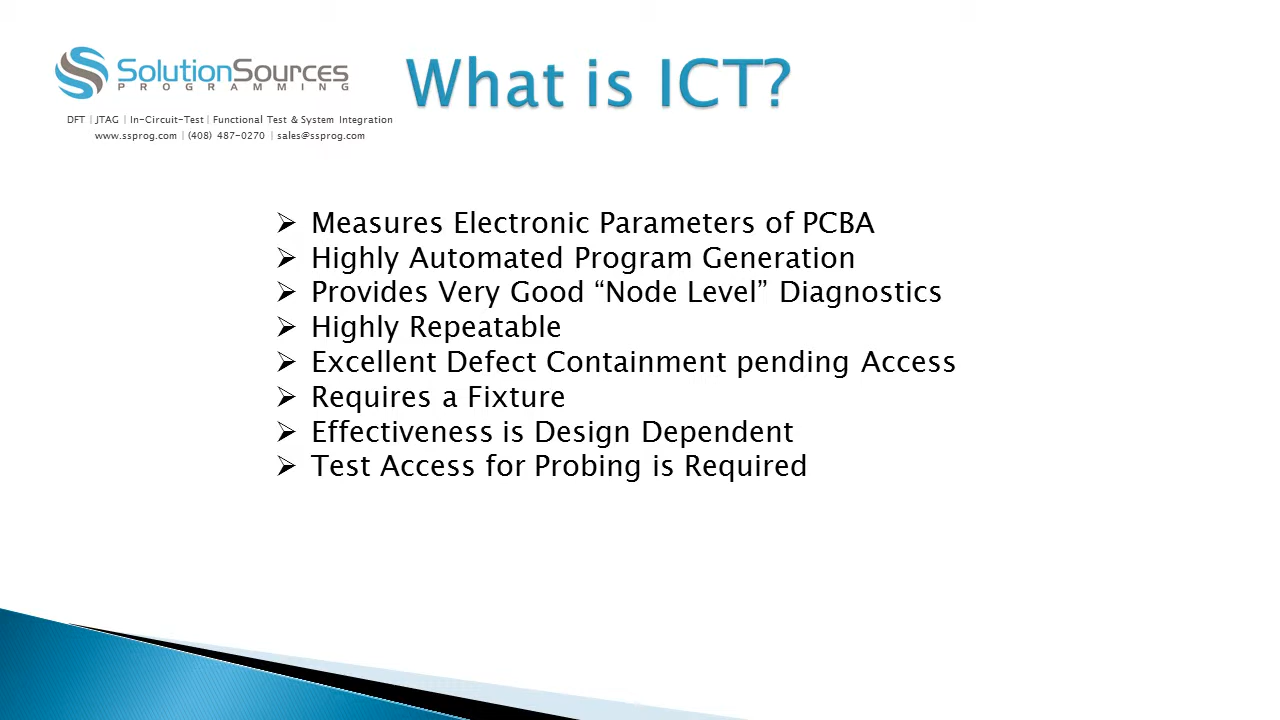 SolutionSources
PROGRAMMING
DFT | JTAG | In-Circuit-Test | Functional Test & System Integration
www.ssprog.com | (408) 487-0270 | sales@ssprog.com
What is ICT?
➢ Measures Electronic Parameters of PCBA
➢ Highly Automated Program Generation
➢ Provides Very Good “Node Level” Diagnostics
➢ Highly Repeatable
➢ Excellent Defect Containment pending Access
➢ Requires a Fixture
➢ Effectiveness is Design Dependent
➢ Test Access for Probing is Required